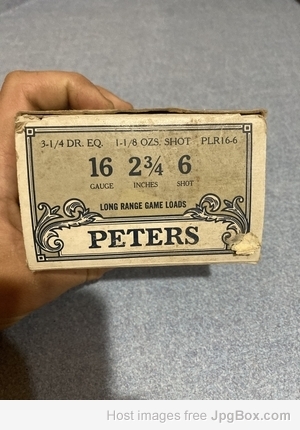 3-1/4 DR. EQ. 1-1/8 OZS. SHOT PLR16-6
16 2¾ 6
GAUGE INCHES SHOT
LONG RANGE GAME LOADS
PETERS
Host images free JpgBox.com